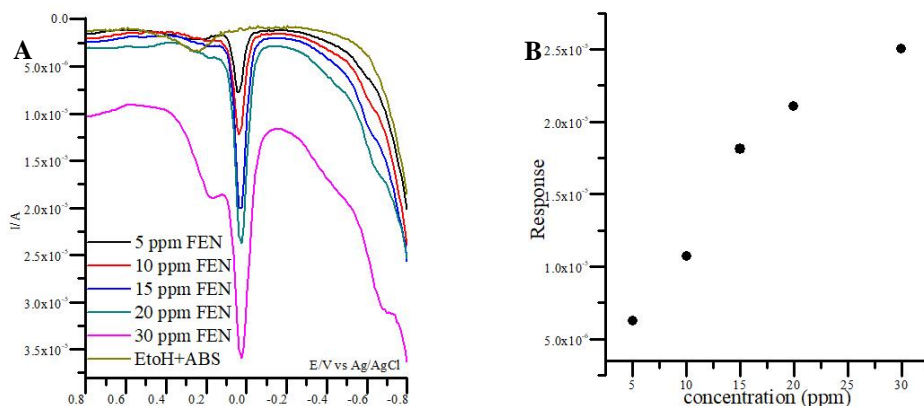 A
0.0
5.0x10⁻⁶
1.0x10⁻⁵
1.5x10⁻⁵
2.0x10⁻⁵
2.5x10⁻⁵
3.0x10⁻⁵
3.5x10⁻⁵
I/A
5 ppm FEN
10 ppm FEN
15 ppm FEN
20 ppm FEN
30 ppm FEN
EtoH+ABS
E/V vs Ag/AgCl
0.8 0.6 0.4 0.2 0.0 -0.2 -0.4 -0.6 -0.8
B
2.5x10⁻⁵
2.0x10⁻⁵
1.5x10⁻⁵
1.0x10⁻⁵
5.0x10⁻⁶
Response
5 10 15 20 25 30
concentration (ppm)